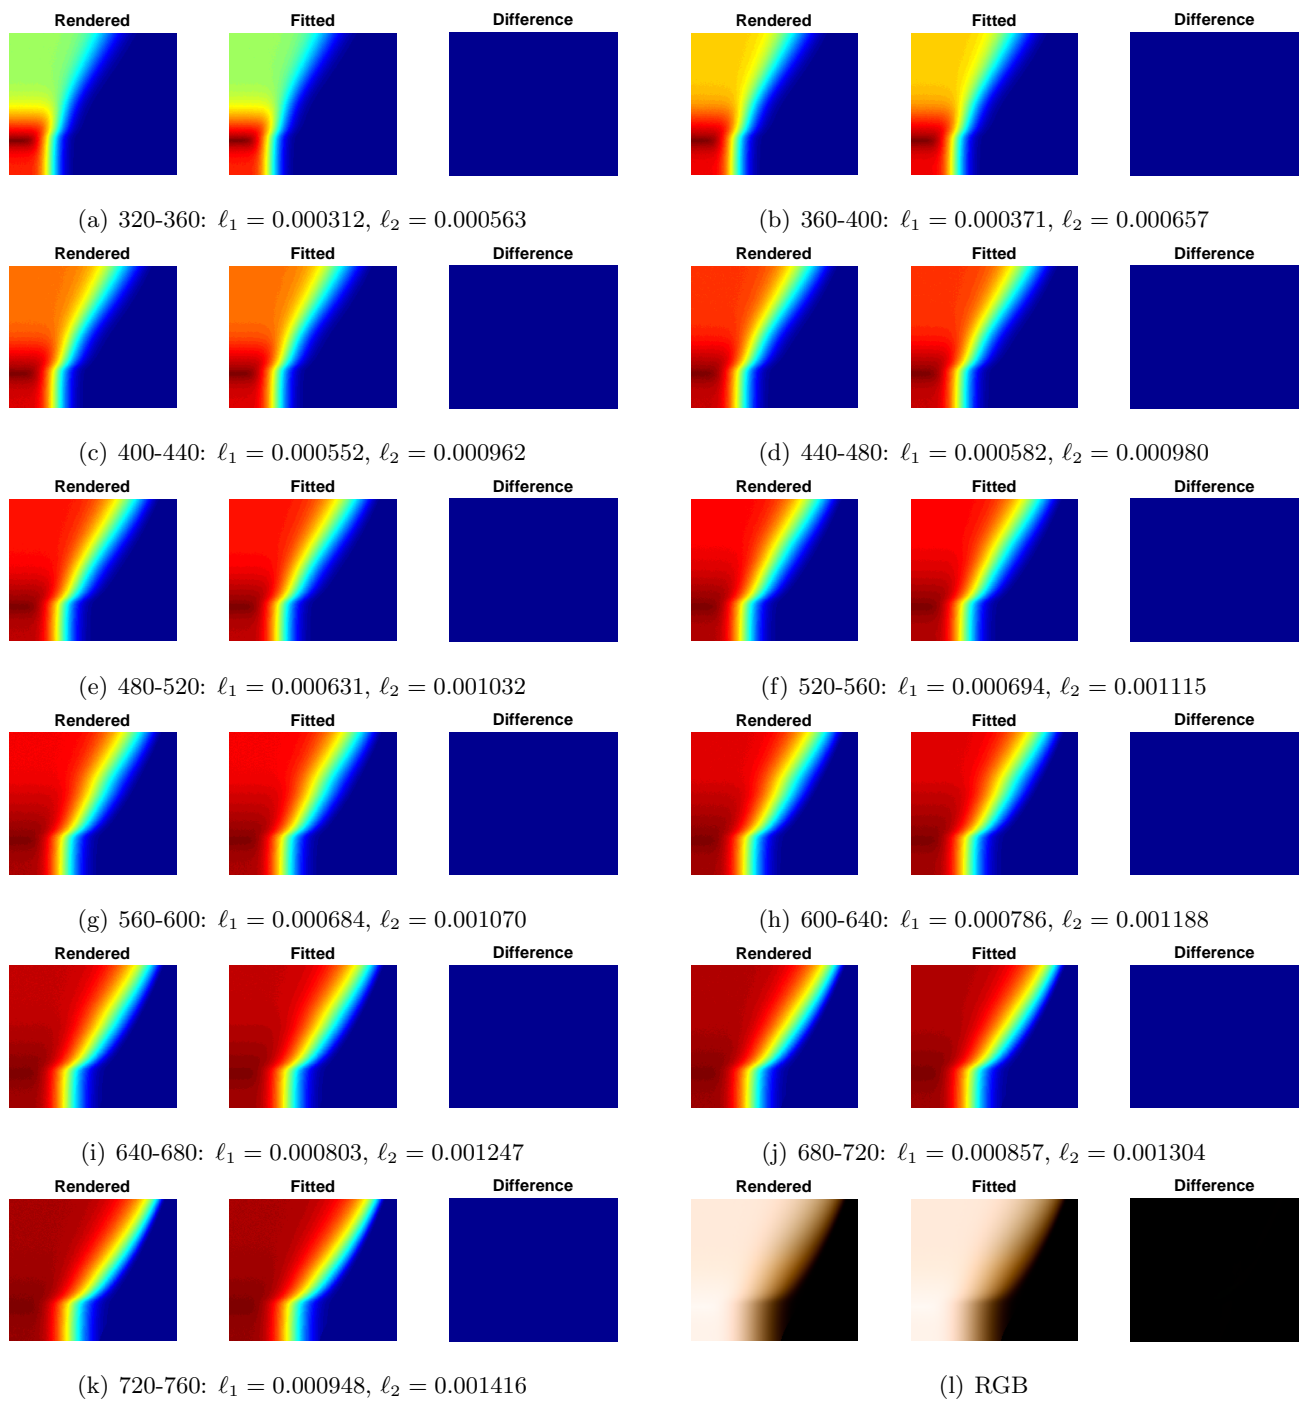 Rendered Fitted Difference Rendered Fitted Difference
(a) 320-360: ℓ₁ = 0.000312, ℓ₂ = 0.000563 (b) 360-400: ℓ₁ = 0.000371, ℓ₂ = 0.000657
Rendered Fitted Difference Rendered Fitted Difference
(c) 400-440: ℓ₁ = 0.000552, ℓ₂ = 0.000962 (d) 440-480: ℓ₁ = 0.000582, ℓ₂ = 0.000980
Rendered Fitted Difference Rendered Fitted Difference
(e) 480-520: ℓ₁ = 0.000631, ℓ₂ = 0.001032 (f) 520-560: ℓ₁ = 0.000694, ℓ₂ = 0.001115
Rendered Fitted Difference Rendered Fitted Difference
(g) 560-600: ℓ₁ = 0.000684, ℓ₂ = 0.001070 (h) 600-640: ℓ₁ = 0.000786, ℓ₂ = 0.001188
Rendered Fitted Difference Rendered Fitted Difference
(i) 640-680: ℓ₁ = 0.000803, ℓ₂ = 0.001247 (j) 680-720: ℓ₁ = 0.000857, ℓ₂ = 0.001304
Rendered Fitted Difference Rendered Fitted Difference
(k) 720-760: ℓ₁ = 0.000948, ℓ₂ = 0.001416 (l) RGB